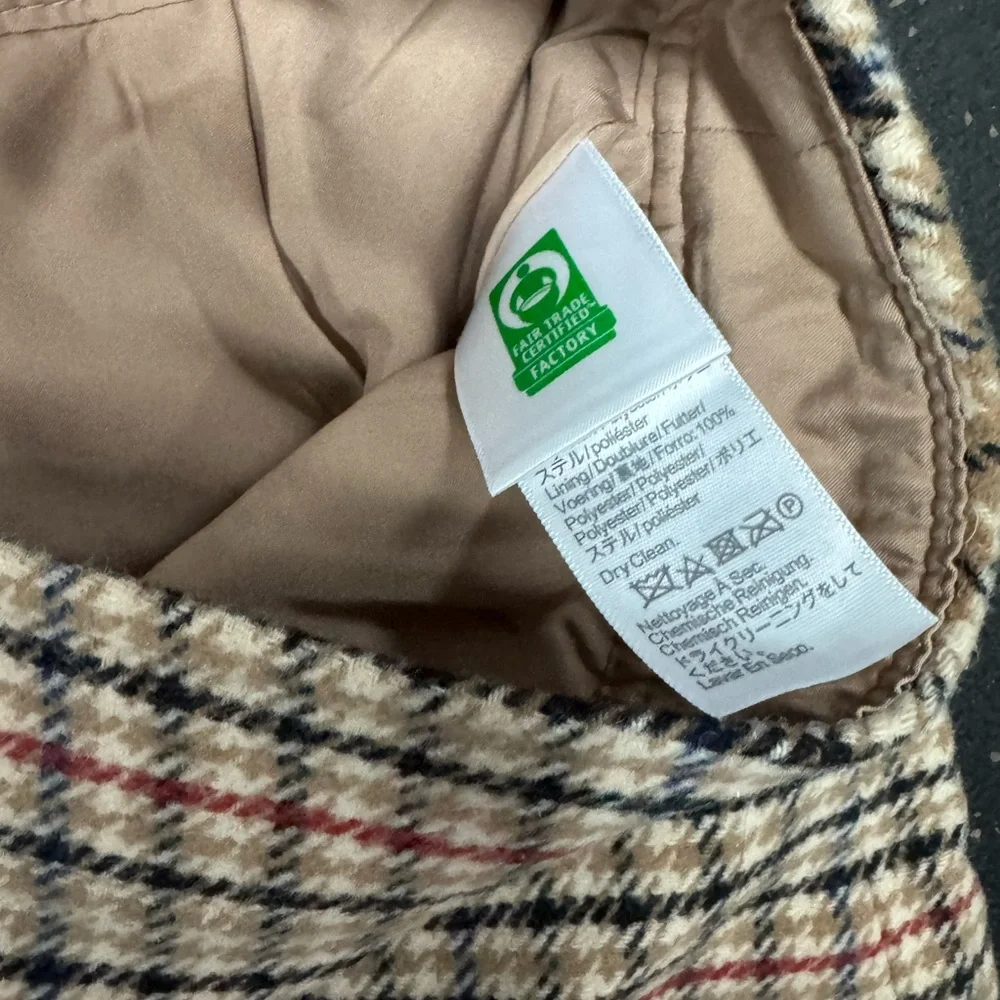 FAIR TRADE
CERTIFIED™
FACTORY
ステル/poliéster
Lining/Doublure/Futter/
Voering/裏地/Forro:100%
Polyester/Polyester/
Polyester/Polyester/ポリエ
ステル/poliéster
Dry Clean.
P
Nettoyage À Sec.
Chemische Reinigung.
Chemisch Reinigen.
ドライクリーニングをして
ください。
Lavar En Seco.